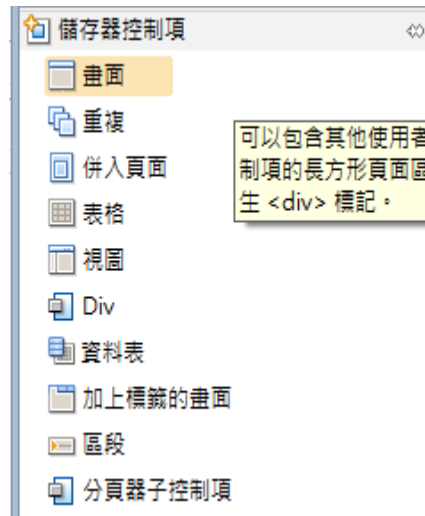 儲存器控制項
畫面
重複
可以包含其他使用者
制項的長方形頁面區
生 <div> 標記。
併入頁面
表格
視圖
Div
資料表
加上標籤的畫面
區段
分頁器子控制項